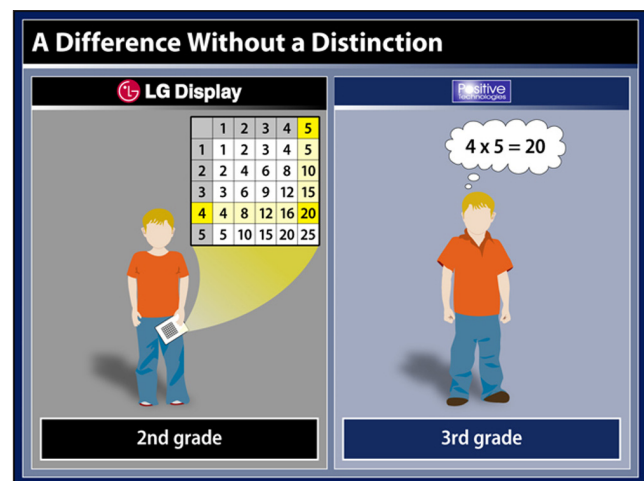 A Difference Without a Distinction
LG LG Display
1 2 3 4 5
1 1 2 3 4 5
2 2 4 6 8 10
3 3 6 9 12 15
4 4 8 12 16 20
5 5 10 15 20 25
2nd grade
Positive
Technologies
4 x 5 = 20
3rd grade